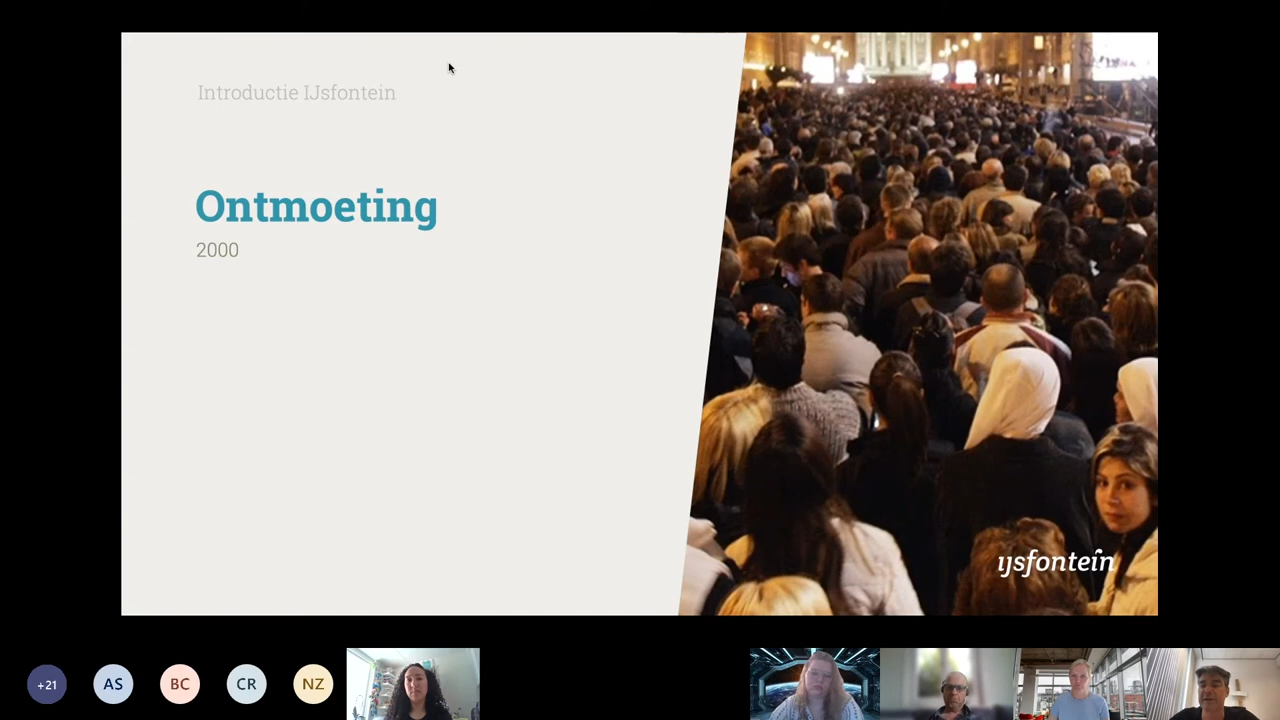 Introductie IJsfontein
Ontmoeting
2000
ijsfontein
+21
AS
BC
CR
NZ